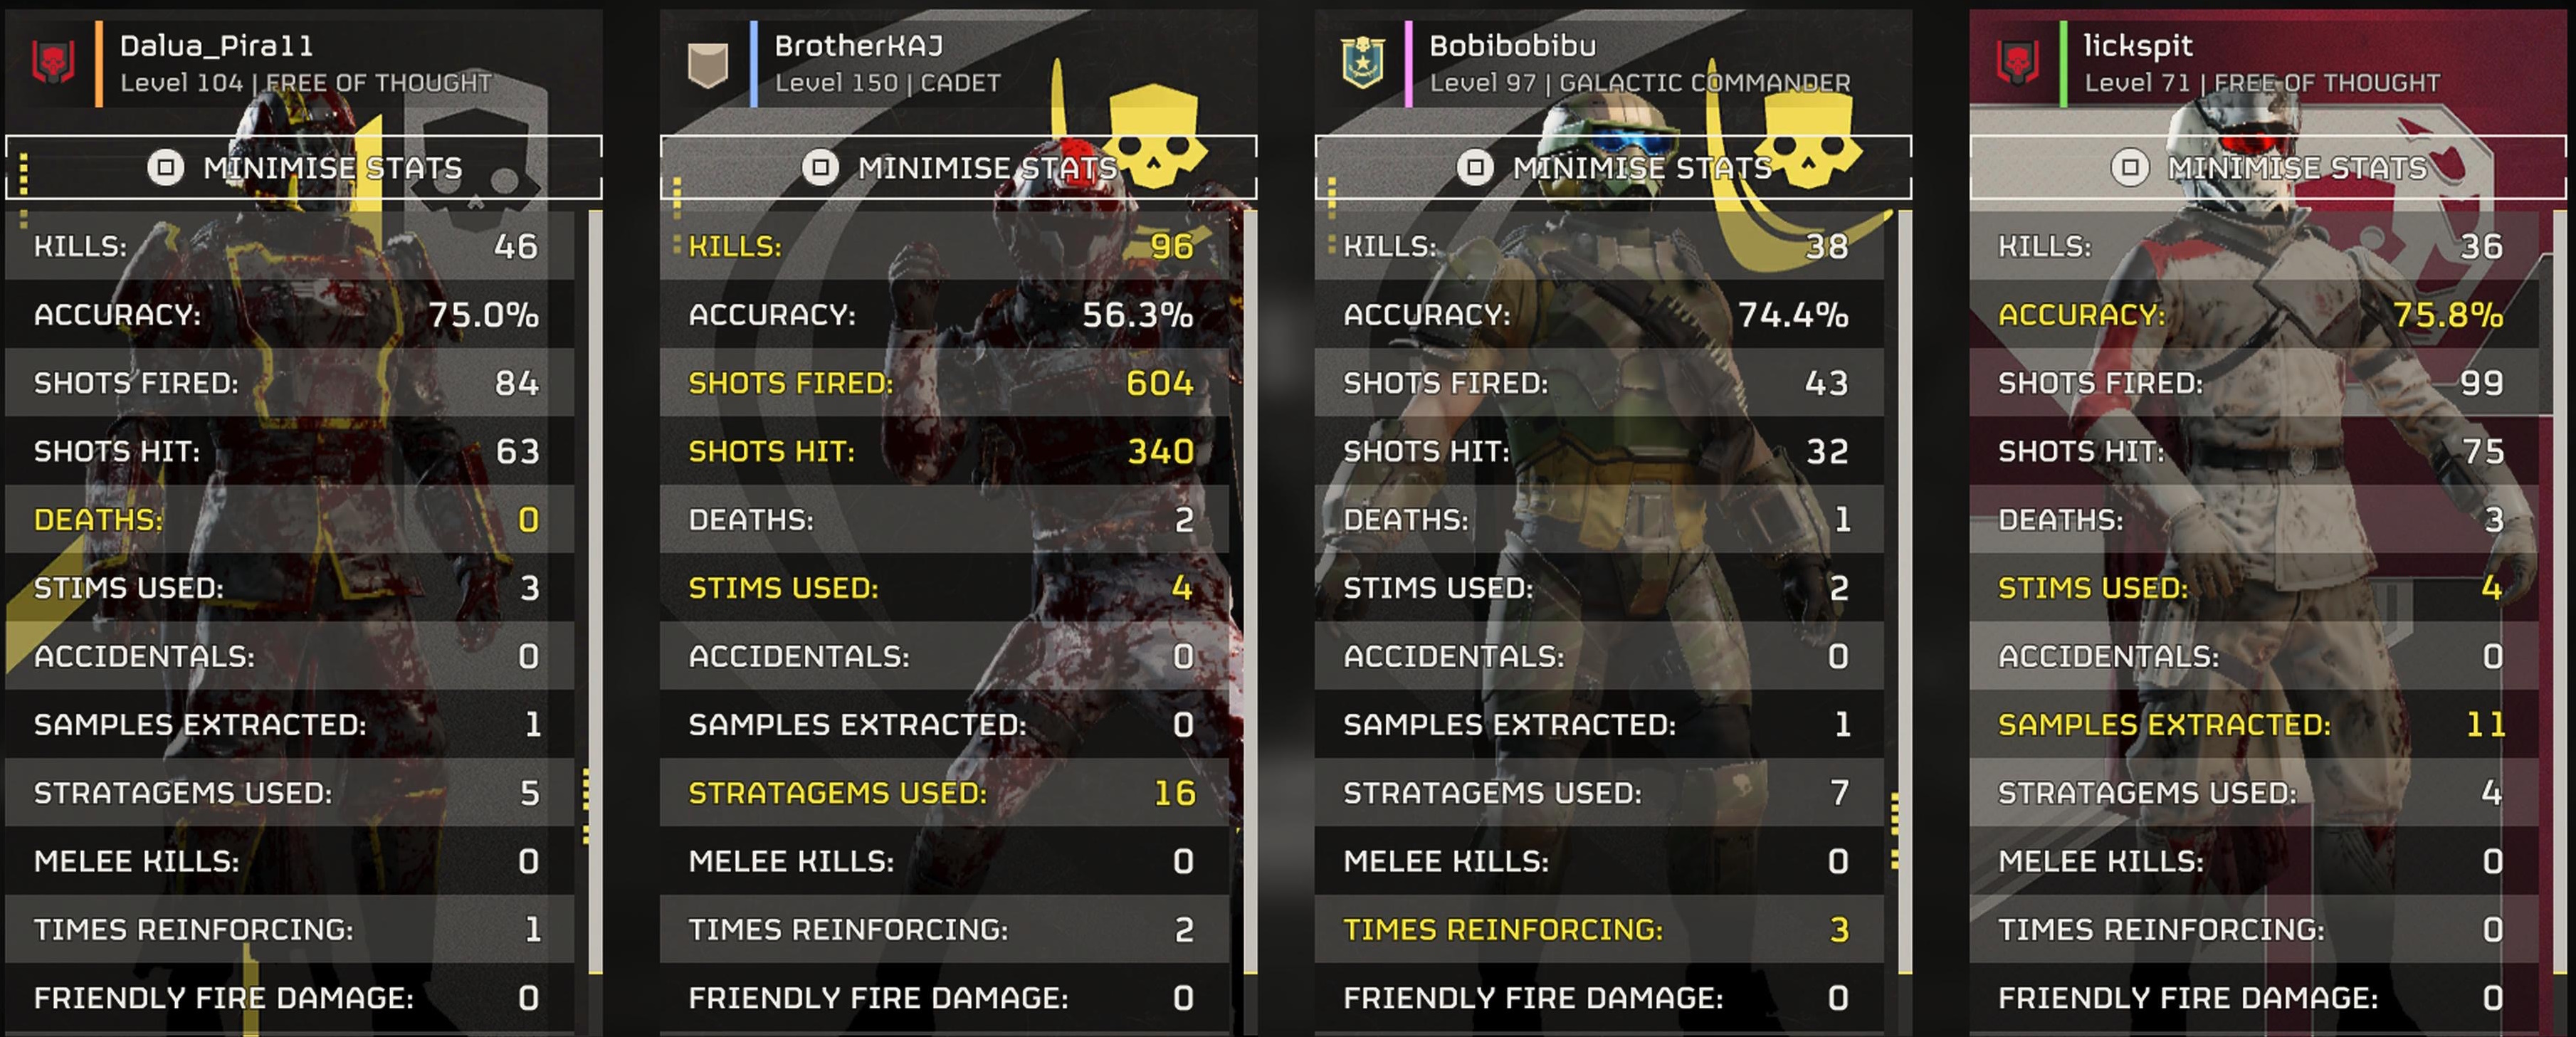 Dalua_Pira11
Level 104 | FREE OF THOUGHT
MINIMISE STATS
KILLS: 46
ACCURACY: 75.0%
SHOTS FIRED: 84
SHOTS HIT: 63
DEATHS: 0
STIMS USED: 3
ACCIDENTALS: 0
SAMPLES EXTRACTED: 1
STRATAGEMS USED: 5
MELEE KILLS: 0
TIMES REINFORCING: 1
FRIENDLY FIRE DAMAGE: 0
BrotherKAJ
Level 150 | CADET
MINIMISE STATS
KILLS: 96
ACCURACY: 56.3%
SHOTS FIRED: 604
SHOTS HIT: 340
DEATHS: 2
STIMS USED: 4
ACCIDENTALS: 0
SAMPLES EXTRACTED: 0
STRATAGEMS USED: 16
MELEE KILLS: 0
TIMES REINFORCING: 2
FRIENDLY FIRE DAMAGE: 0
Bobibobibu
Level 97 | GALACTIC COMMANDER
MINIMISE STATS
KILLS: 38
ACCURACY: 74.4%
SHOTS FIRED: 43
SHOTS HIT: 32
DEATHS: 1
STIMS USED: 2
ACCIDENTALS: 0
SAMPLES EXTRACTED: 1
STRATAGEMS USED: 7
MELEE KILLS: 0
TIMES REINFORCING: 3
FRIENDLY FIRE DAMAGE: 0
lickspit
Level 71 | FREE OF THOUGHT
MINIMISE STATS
KILLS: 36
ACCURACY: 75.8%
SHOTS FIRED: 99
SHOTS HIT: 75
DEATHS: 3
STIMS USED: 4
ACCIDENTALS: 0
SAMPLES EXTRACTED: 11
STRATAGEMS USED: 4
MELEE KILLS: 0
TIMES REINFORCING: 0
FRIENDLY FIRE DAMAGE: 0